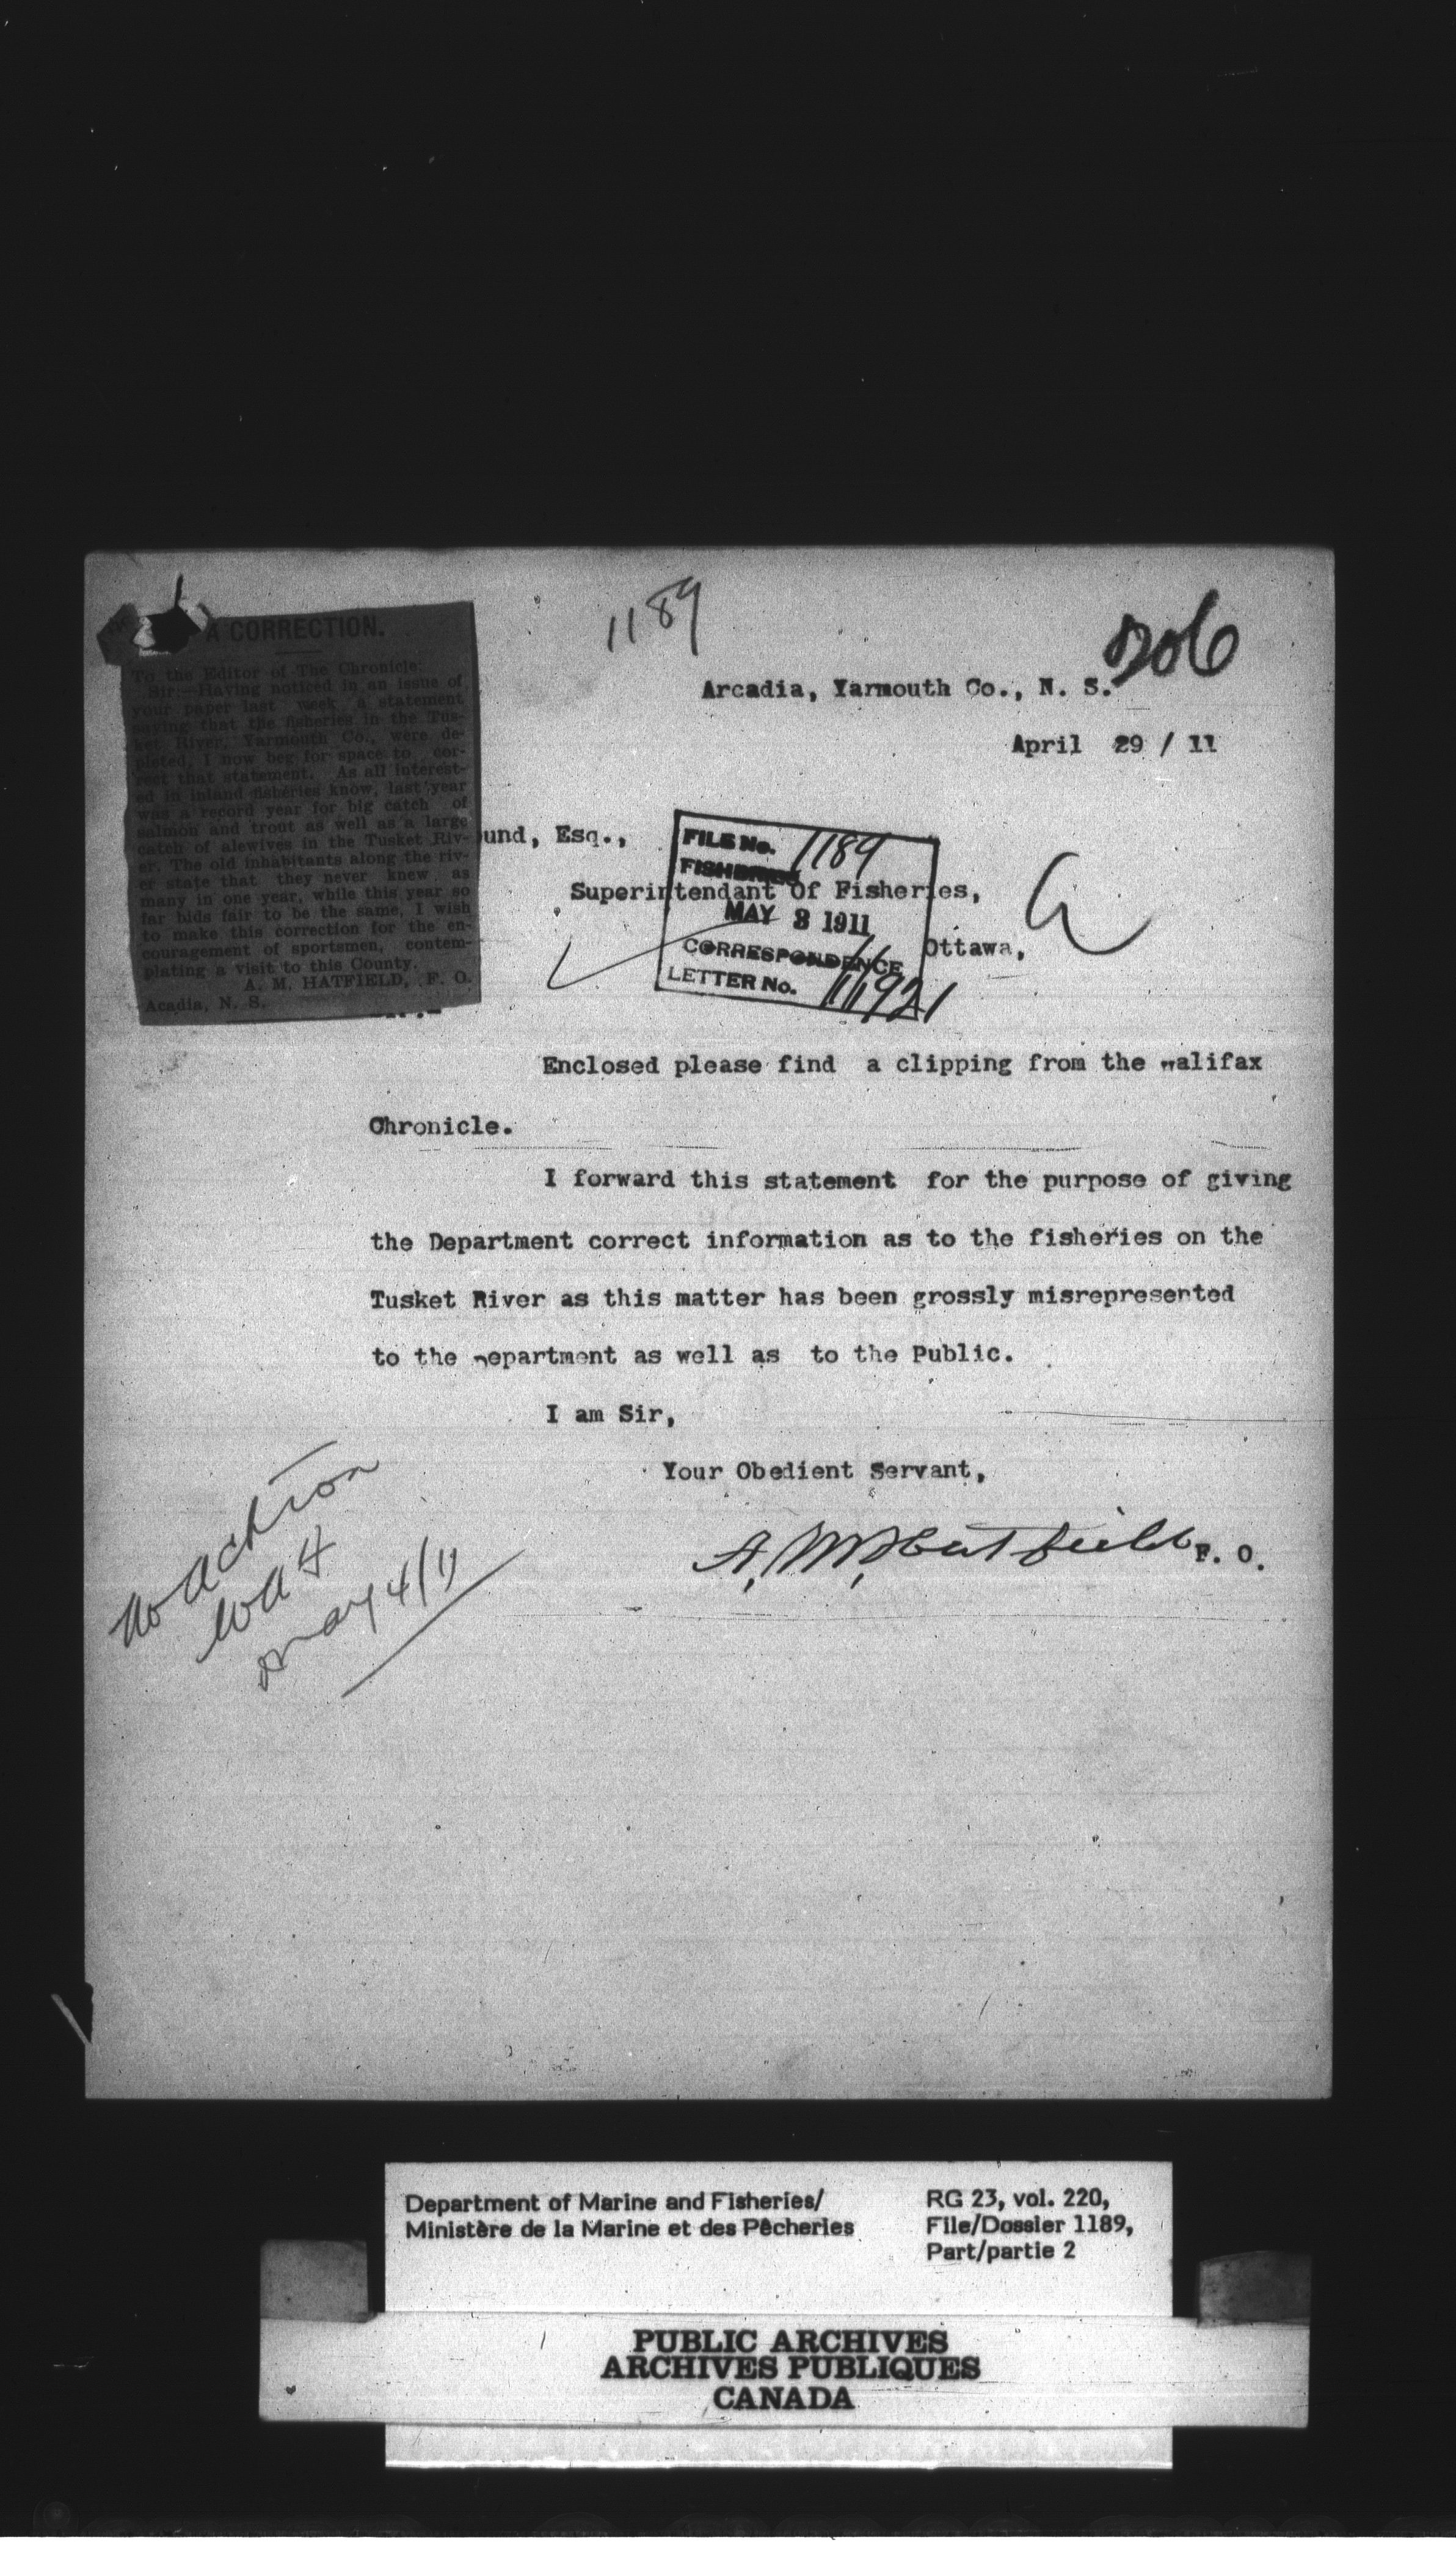 1189
206
A CORRECTION.
To the Editor of The Chronicle:
Sir:—Having noticed in an issue of
your paper last week a statement
saying that the fisheries in the Tus-
ket River, Yarmouth Co., were de-
pleted, I now beg for space to cor-
rect that statement. As all interest-
ed in inland fisheries know, last year
was a record year for big catch of
salmon and trout as well as a large
catch of alewives in the Tusket Riv-
er. The old inhabitants along the riv-
er state that they never knew as
many in one year, while this year so
far bids fair to be the same, I wish
to make this correction for the en-
couragement of sportsmen, contem-
plating a visit to this County.
A. M. HATFIELD, F. O.
Acadia, N. S.
Arcadia, Yarmouth Co., N. S.
April 29 / 11
und, Esq.,
Superintendant Of Fisheries,
Ottawa,
FILE No. 1189
FISHERIES
MAY 3 1911
CORRESPONDENCE
LETTER No. 11921
Enclosed please find a clipping from the Halifax
Chronicle.
I forward this statement for the purpose of giving
the Department correct information as to the fisheries on the
Tusket River as this matter has been grossly misrepresented
to the Department as well as to the Public.
I am Sir,
Your Obedient Servant,
A. M. Hatfield F. O.
No action
May 4/11
Department of Marine and Fisheries/
Ministère de la Marine et des Pêcheries
RG 23, vol. 220,
File/Dossier 1189,
Part/partie 2
PUBLIC ARCHIVES
ARCHIVES PUBLIQUES
CANADA